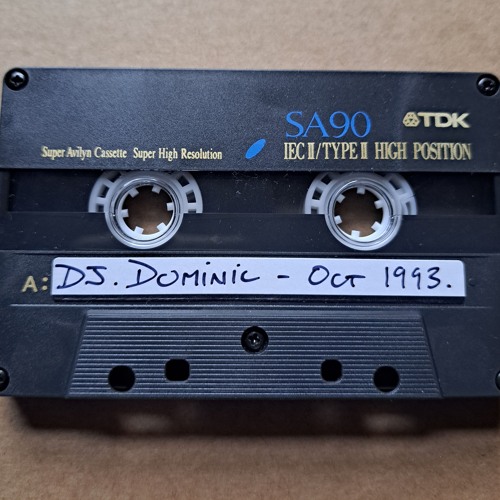 SA90
TDK
Super Avilyn Cassette Super High Resolution
IEC II/TYPE II HIGH POSITION
A: DJ. DOMINIC - OCT 1993.